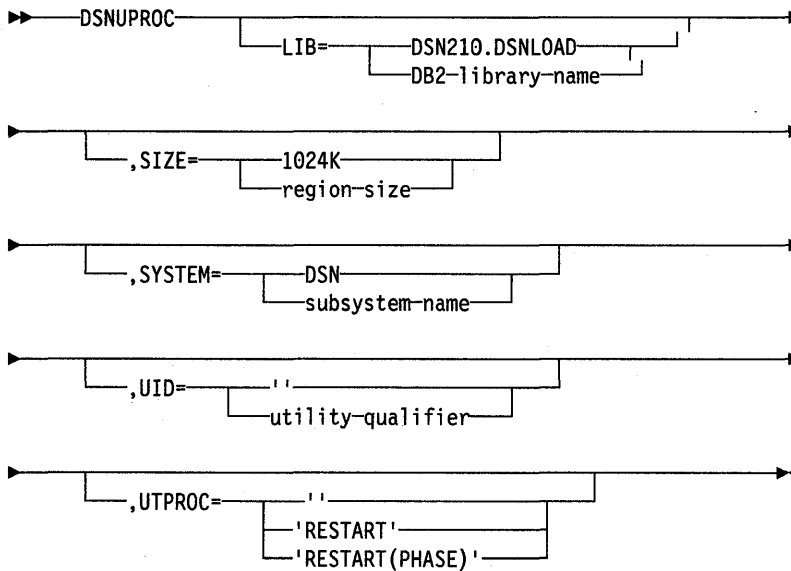 DSNUPROC
LIB= DSN210.DSNLOAD
DB2-library-name
,SIZE= 1024K
region-size
,SYSTEM= DSN
subsystem-name
,UID= ''
utility-qualifier
,UTPROC= ''
'RESTART'
'RESTART(PHASE)'